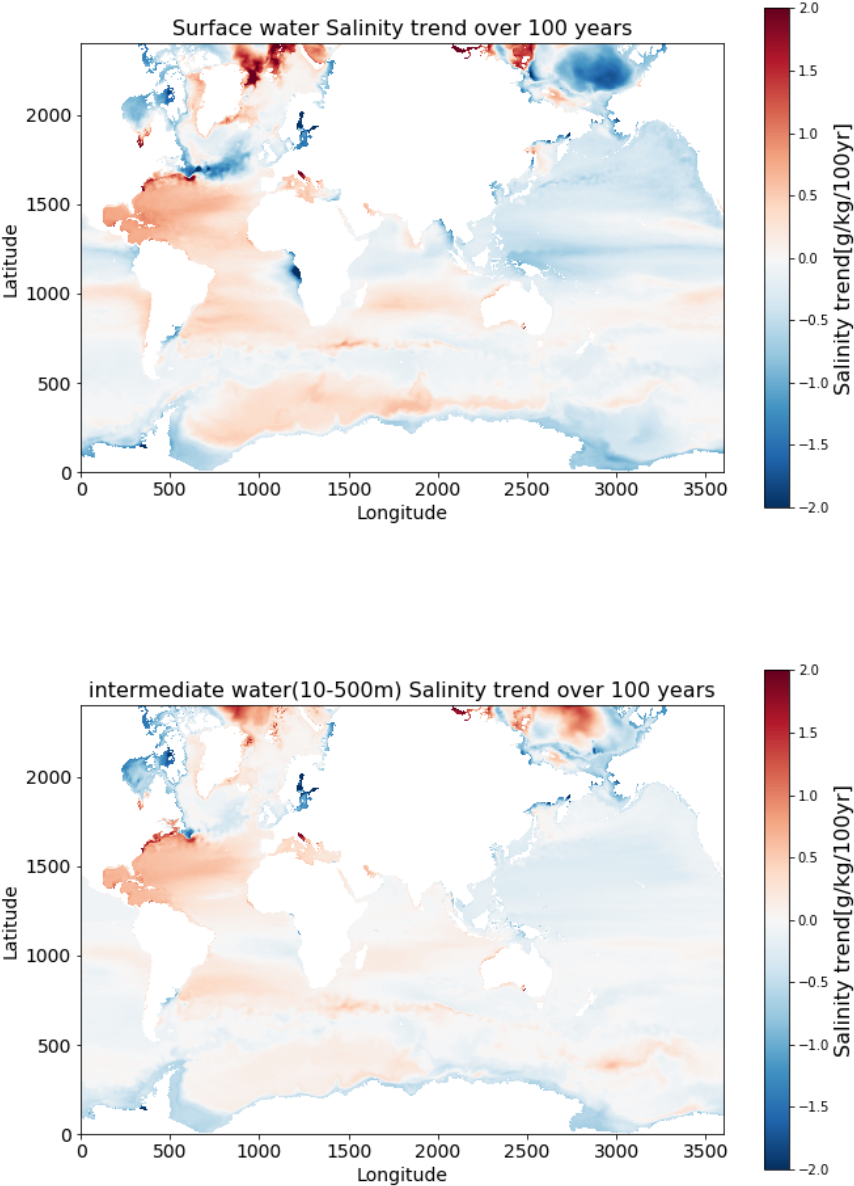 Surface water Salinity trend over 100 years
2.0
1.5
1.0
0.5
0.0
−0.5
−1.0
−1.5
−2.0
Salinity trend[g/kg/100yr]
2000
1500
1000
500
0
Latitude
0 500 1000 1500 2000 2500 3000 3500
Longitude
intermediate water(10-500m) Salinity trend over 100 years
2.0
1.5
1.0
0.5
0.0
−0.5
−1.0
−1.5
−2.0
Salinity trend[g/kg/100yr]
2000
1500
1000
500
0
Latitude
0 500 1000 1500 2000 2500 3000 3500
Longitude